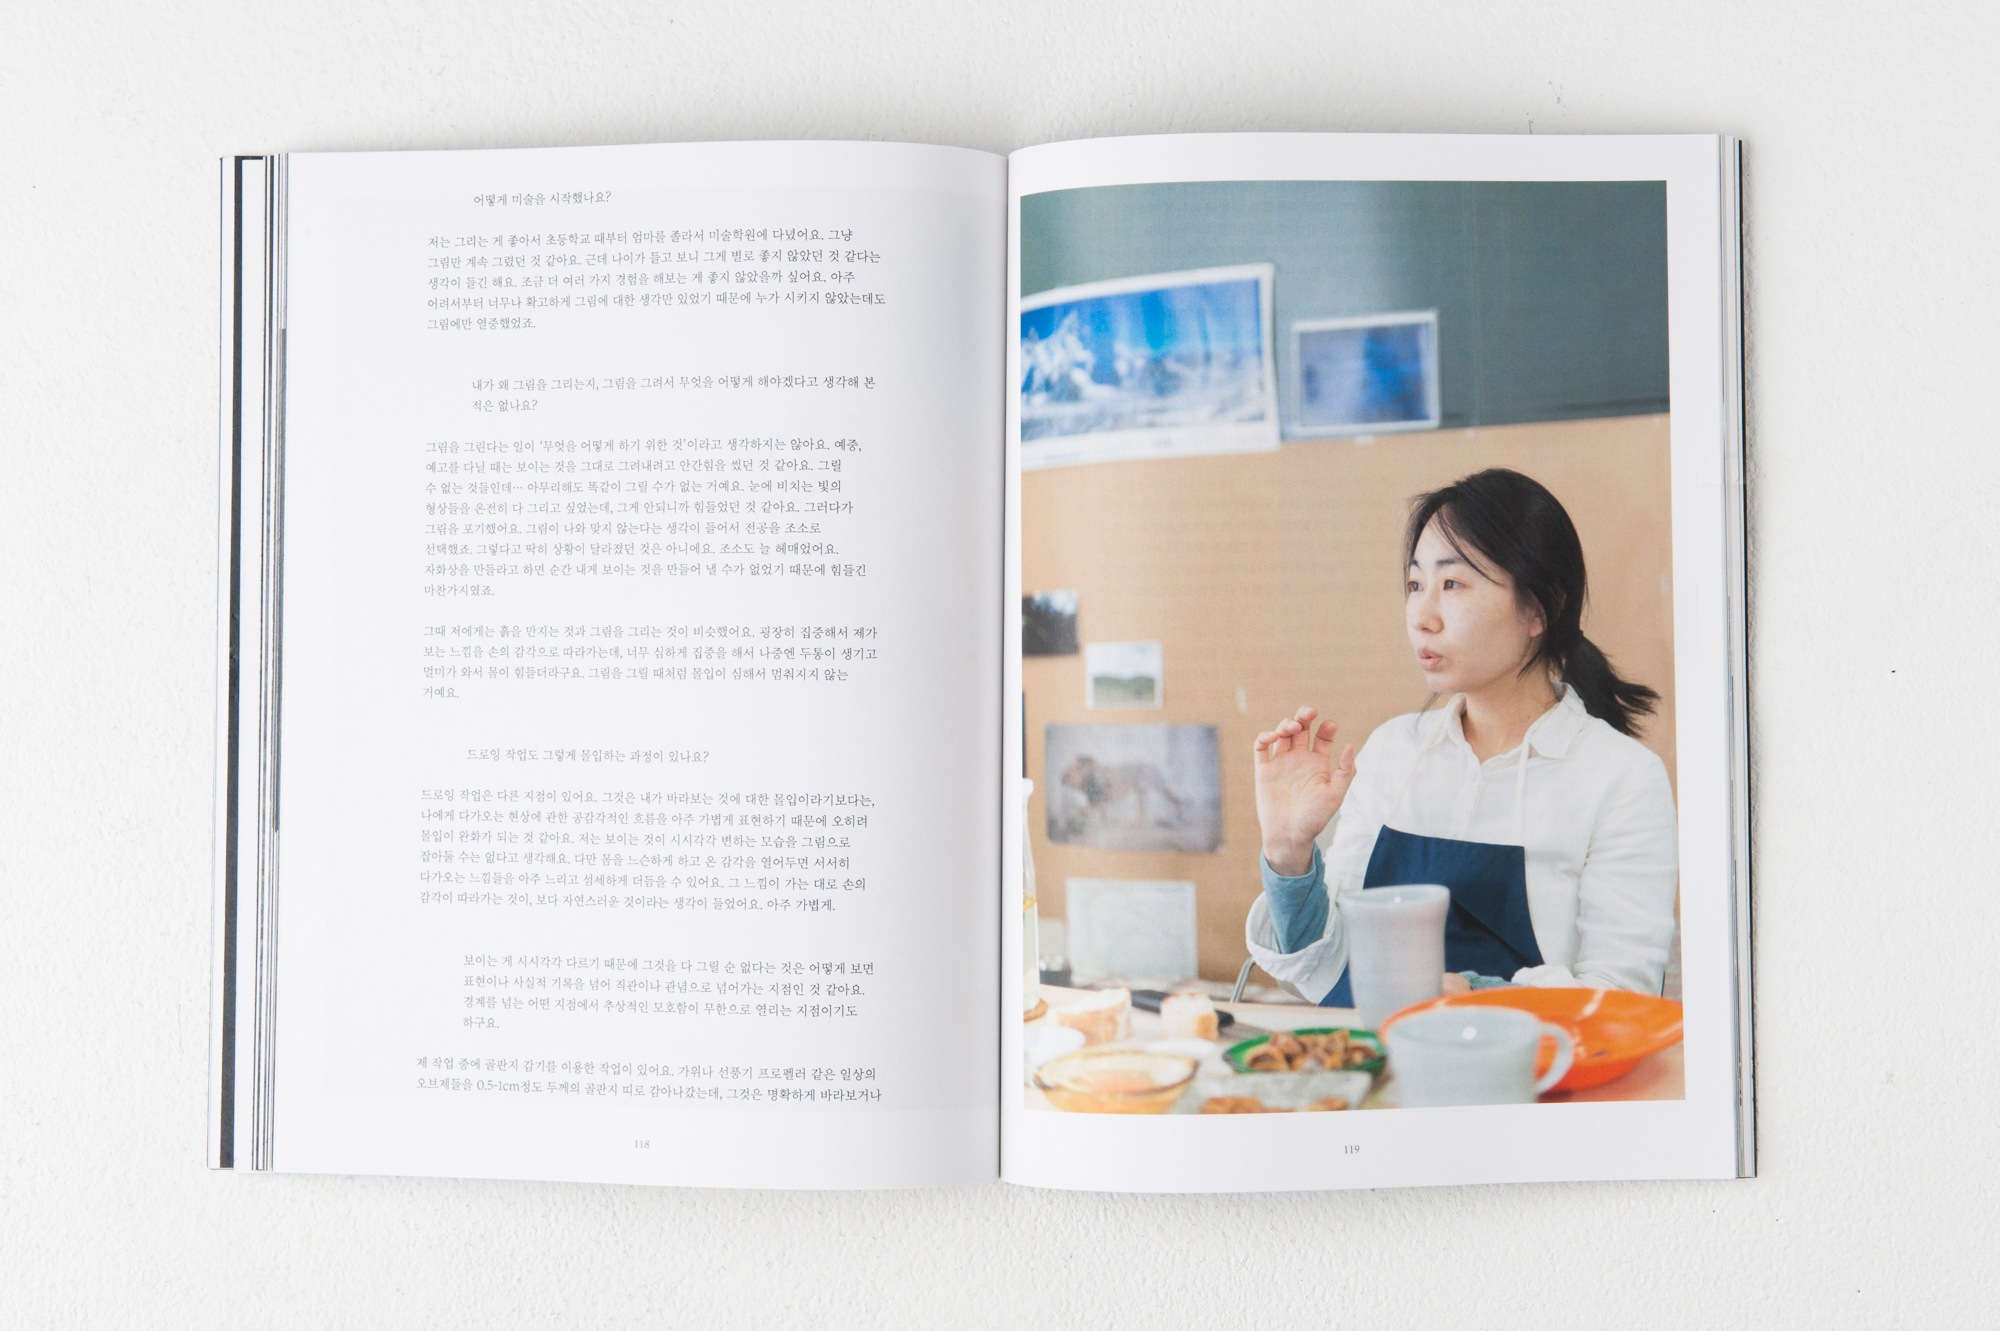 어떻게 미술을 시작했나요?
저는 그리는 게 좋아서 초등학교 때부터 엄마를 졸라서 미술학원에 다녔어요. 그냥
그림만 계속 그렸던 것 같아요. 근데 나이가 들고 보니 그게 별로 좋지 않았던 것 같다는
생각이 들긴 해요. 조금 더 여러 가지 경험을 해보는 게 좋지 않았을까 싶어요. 아주
어려서부터 너무나 확고하게 그림에 대한 생각만 있었기 때문에 누가 시키지 않았는데도
그림에만 열중했었죠.
내가 왜 그림을 그리는지, 그림을 그려서 무엇을 어떻게 해야겠다고 생각해 본
적은 없나요?
그림을 그린다는 일이 ‘무엇을 어떻게 하기 위한 것’이라고 생각하지는 않아요. 예중,
예고를 다닐 때는 보이는 것을 그대로 그려내려고 안간힘을 썼던 것 같아요. 그릴
수 없는 것들인데… 아무리해도 똑같이 그릴 수가 없는 거예요. 눈에 비치는 빛의
형상들을 온전히 다 그리고 싶었는데, 그게 안되니까 힘들었던 것 같아요. 그러다가
그림을 포기했어요. 그림이 나와 맞지 않는다는 생각이 들어서 전공을 조소로
선택했죠. 그렇다고 딱히 상황이 달라졌던 것은 아니에요. 조소도 늘 헤매었어요.
자화상을 만들라고 하면 순간 내게 보이는 것을 만들어 낼 수가 없었기 때문에 힘들긴
마찬가지였죠.
그때 저에게는 흙을 만지는 것과 그림을 그리는 것이 비슷했어요. 굉장히 집중해서 제가
보는 느낌을 손의 감각으로 따라가는데, 너무 심하게 집중을 해서 나중엔 두통이 생기고
멀미가 와서 몸이 힘들더라구요. 그림을 그릴 때처럼 몰입이 심해서 멈춰지지 않는
거예요.
드로잉 작업도 그렇게 몰입하는 과정이 있나요?
드로잉 작업은 다른 지점이 있어요. 그것은 내가 바라보는 것에 대한 몰입이라기보다는,
나에게 다가오는 현상에 관한 공감각적인 흐름을 아주 가볍게 표현하기 때문에 오히려
몰입이 완화가 되는 것 같아요. 저는 보이는 것이 시시각각 변하는 모습을 그림으로
잡아둘 수는 없다고 생각해요. 다만 몸을 느슨하게 하고 온 감각을 열어두면 서서히
다가오는 느낌들을 아주 느리고 섬세하게 더듬을 수 있어요. 그 느낌이 가는 대로 손의
감각이 따라가는 것이, 보다 자연스러운 것이라는 생각이 들었어요. 아주 가볍게.
보이는 게 시시각각 다르기 때문에 그것을 다 그릴 순 없다는 것은 어떻게 보면
표현이나 사실적 기록을 넘어 직관이나 관념으로 넘어가는 지점인 것 같아요.
경계를 넘는 어떤 지점에서 추상적인 모호함이 무한으로 열리는 지점이기도
하구요.
제 작업 중에 골판지 감기를 이용한 작업이 있어요. 가위나 선풍기 프로펠러 같은 일상의
오브제들을 0.5-1cm정도 두께의 골판지 띠로 감아나갔는데, 그것은 명확하게 바라보거나
118
119